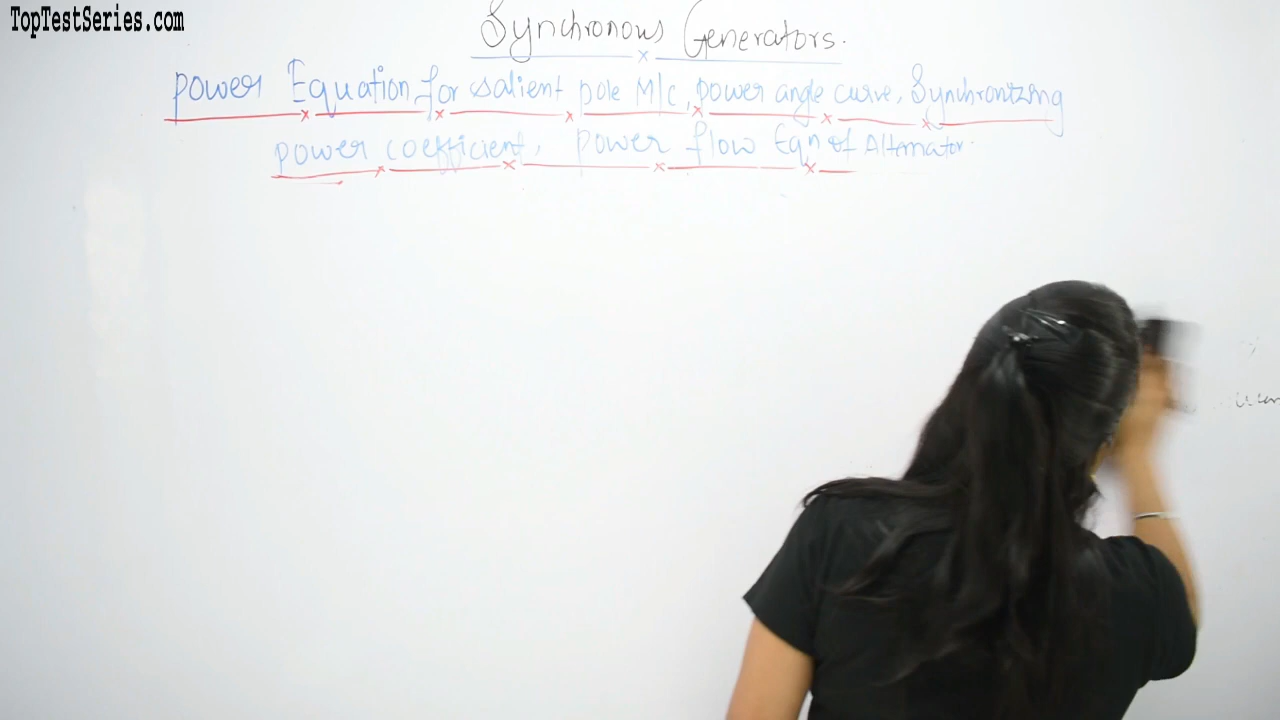 TopTestSeries.com
Synchronous Generators.
power Equation for salient pole M/c, power angle curve, Synchronizing
power coefficient, power flow Eqn of Alternator.